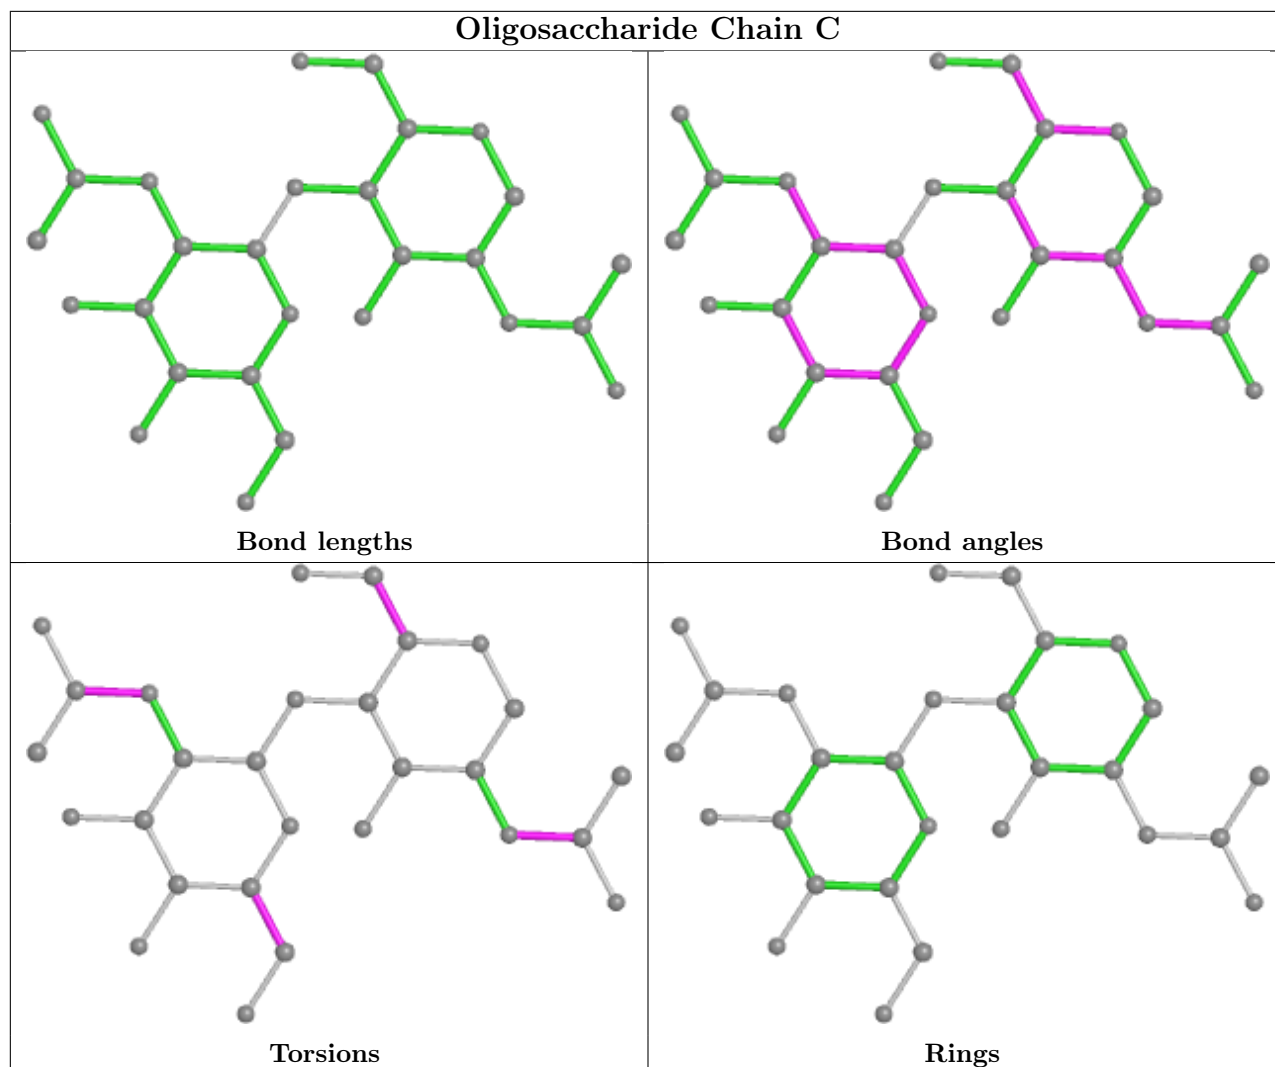 Oligosaccharide Chain C
Bond lengths
Bond angles
Torsions
Rings